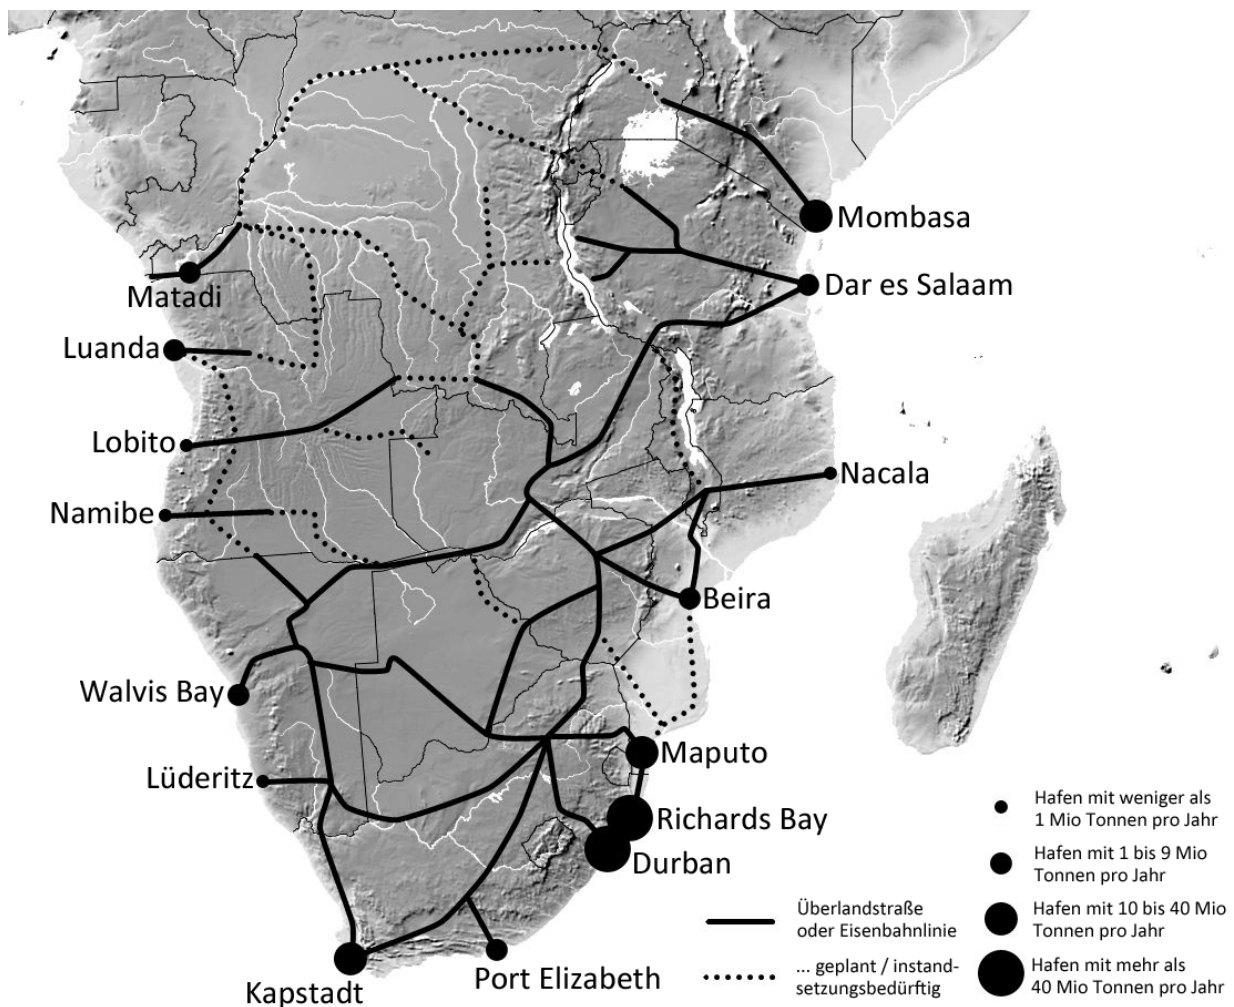 Mombasa
Dar es Salaam
Matadi
Luanda
Lobito
Nacala
Namibe
Beira
Walvis Bay
Maputo
Lüderitz
Richards Bay
Durban
Port Elizabeth
Kapstadt
Überlandstraße
oder Eisenbahnlinie
... geplant / instand-
setzungsbedürftig
Hafen mit weniger als
1 Mio Tonnen pro Jahr
Hafen mit 1 bis 9 Mio
Tonnen pro Jahr
Hafen mit 10 bis 40 Mio
Tonnen pro Jahr
Hafen mit mehr als
40 Mio Tonnen pro Jahr